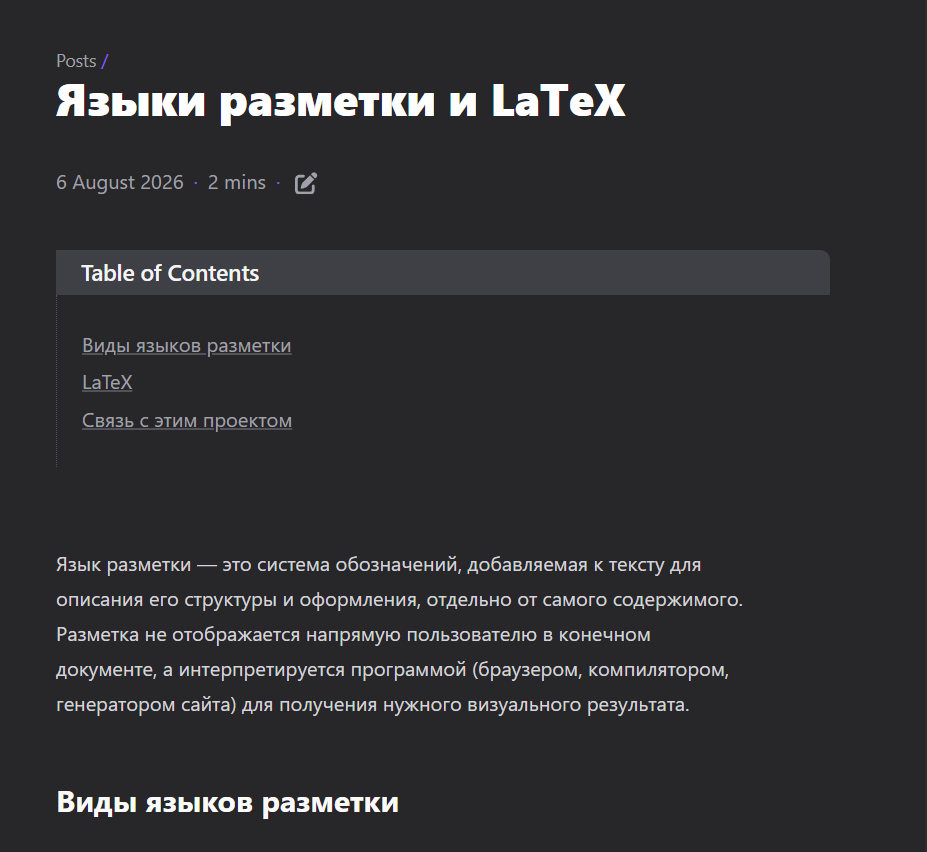 Posts /
Языки разметки и LaTeX
6 August 2026 · 2 mins ·
Table of Contents
Виды языков разметки
LaTeX
Связь с этим проектом
Язык разметки — это система обозначений, добавляемая к тексту для
описания его структуры и оформления, отдельно от самого содержимого.
Разметка не отображается напрямую пользователю в конечном
документе, а интерпретируется программой (браузером, компилятором,
генератором сайта) для получения нужного визуального результата.
Виды языков разметки